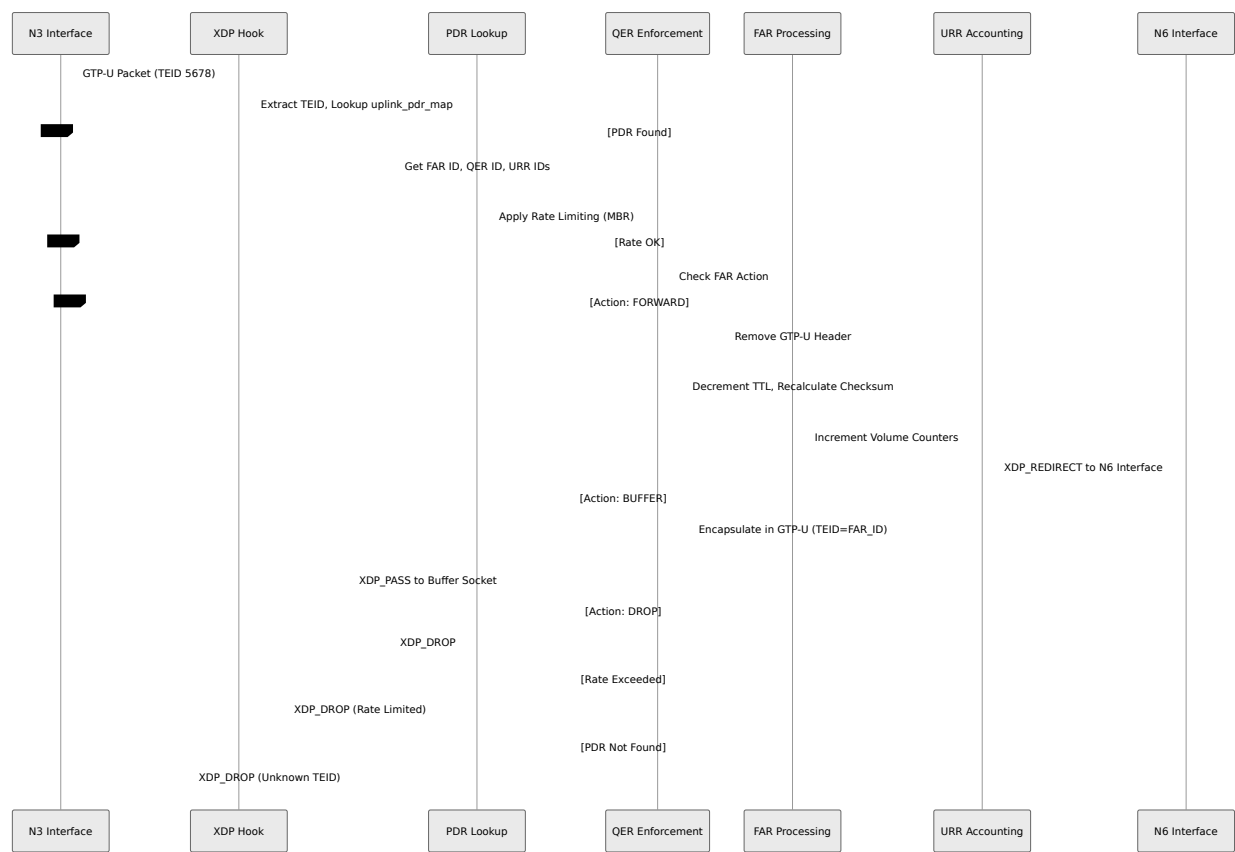 N3 Interface
XDP Hook
PDR Lookup
QER Enforcement
FAR Processing
URR Accounting
N6 Interface
GTP-U Packet (TEID 5678)
Extract TEID, Lookup uplink_pdr_map
[PDR Found]
Get FAR ID, QER ID, URR IDs
Apply Rate Limiting (MBR)
[Rate OK]
Check FAR Action
[Action: FORWARD]
Remove GTP-U Header
Decrement TTL, Recalculate Checksum
Increment Volume Counters
XDP_REDIRECT to N6 Interface
[Action: BUFFER]
Encapsulate in GTP-U (TEID=FAR_ID)
XDP_PASS to Buffer Socket
[Action: DROP]
XDP_DROP
[Rate Exceeded]
XDP_DROP (Rate Limited)
[PDR Not Found]
XDP_DROP (Unknown TEID)
N3 Interface
XDP Hook
PDR Lookup
QER Enforcement
FAR Processing
URR Accounting
N6 Interface